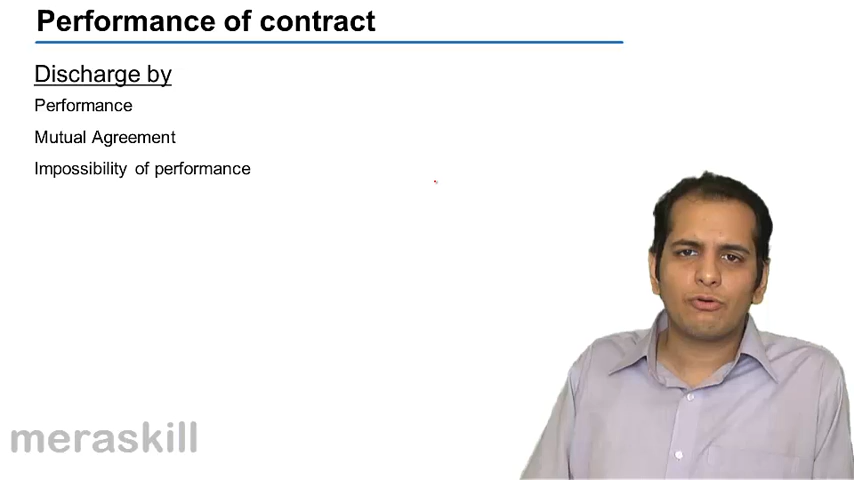 Performance of contract
Discharge by
Performance
Mutual Agreement
Impossibility of performance
meraskill